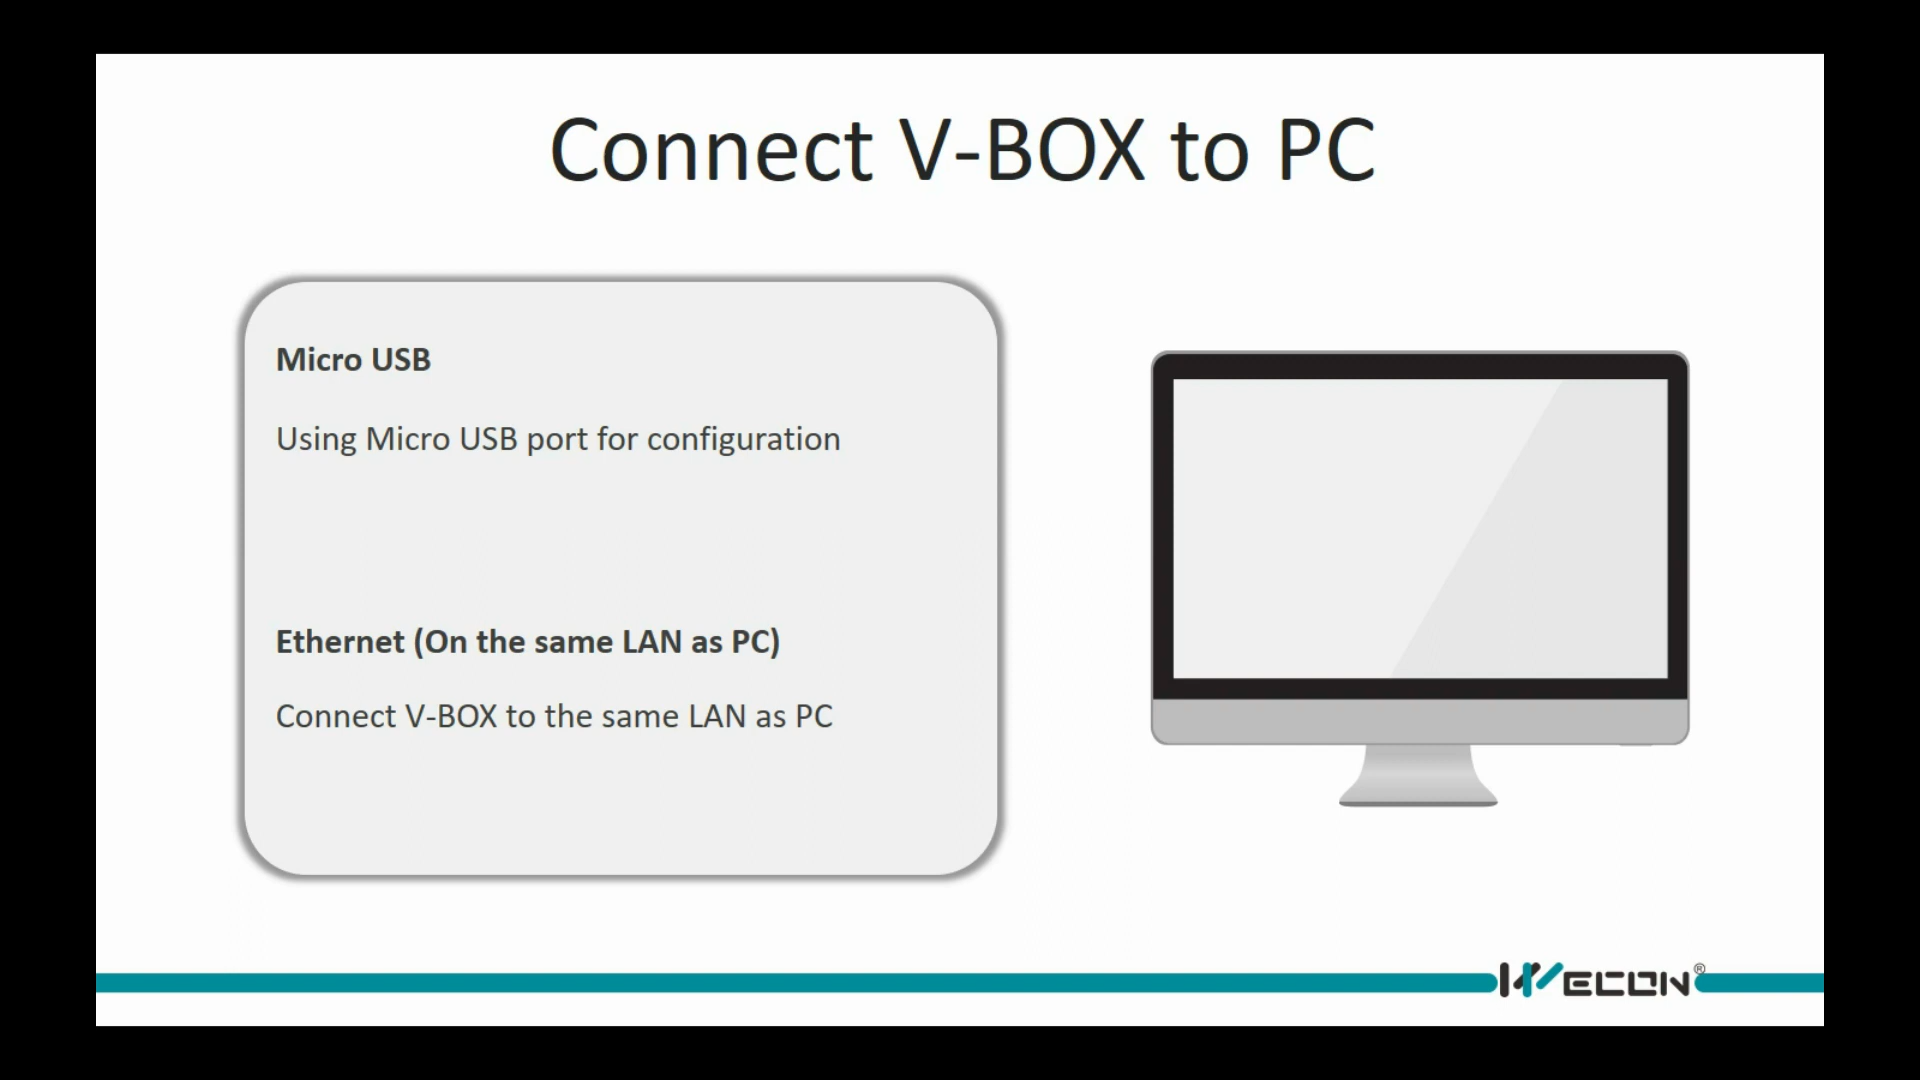 Connect V-BOX to PC
Micro USB
Using Micro USB port for configuration
Ethernet (On the same LAN as PC)
Connect V-BOX to the same LAN as PC
WECON®